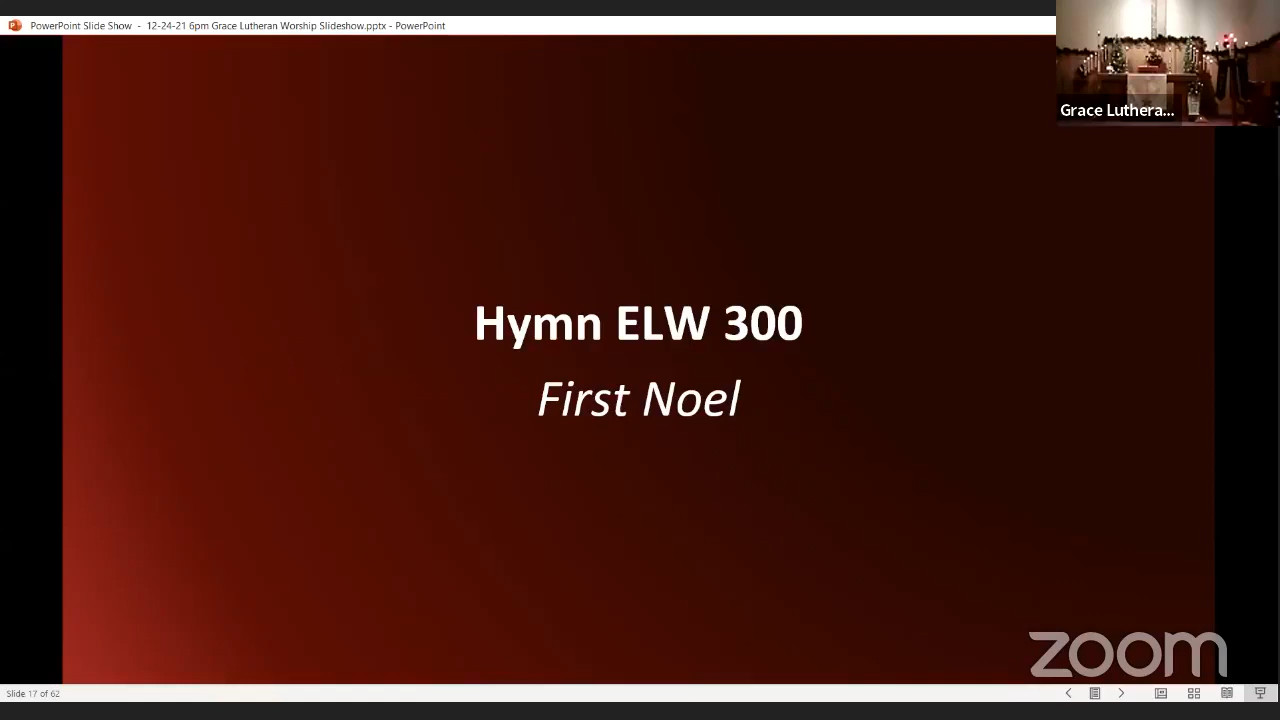 PowerPoint Slide Show - 12-24-21 6pm Grace Lutheran Worship Slideshow.pptx - PowerPoint
Grace Luthera...
Hymn ELW 300
First Noel
zoom
Slide 17 of 62